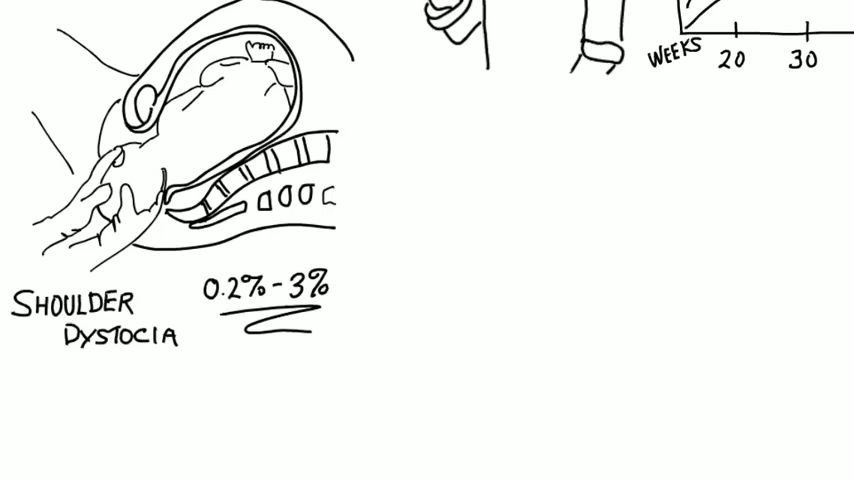 WEEKS
20 30
SHOULDER
DYSTOCIA
0.2% - 3%